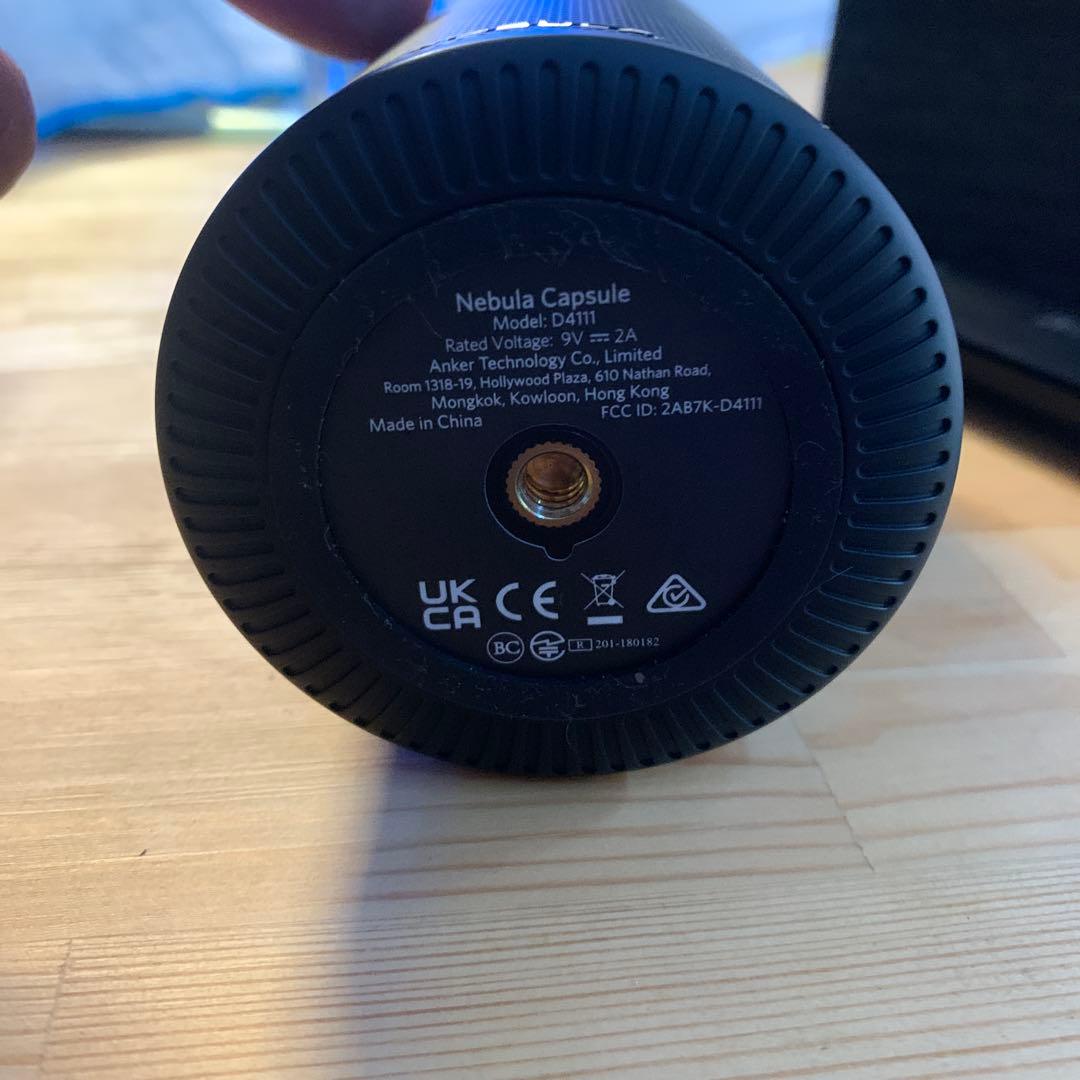 Nebula Capsule
Model: D4111
Rated Voltage: 9V ⎓ 2A
Anker Technology Co., Limited
Room 1318-19, Hollywood Plaza, 610 Nathan Road,
Mongkok, Kowloon, Hong Kong
Made in China FCC ID: 2AB7K-D4111
UK
CA CE
BC R 201-180182